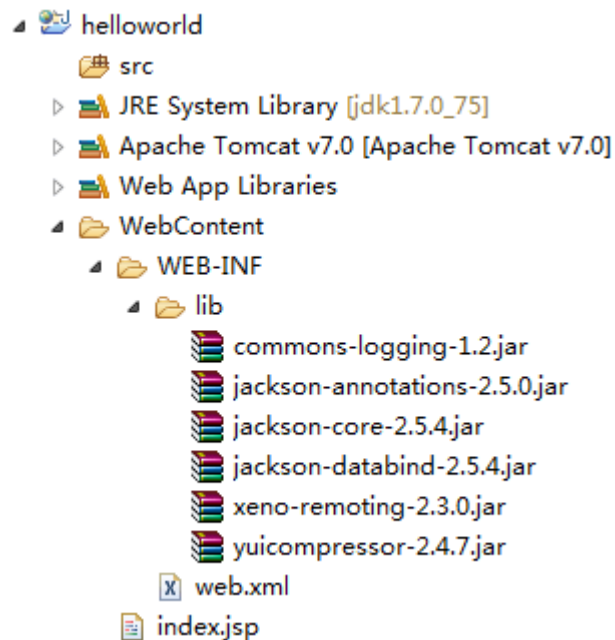 helloworld
src
JRE System Library [jdk1.7.0_75]
Apache Tomcat v7.0 [Apache Tomcat v7.0]
Web App Libraries
WebContent
WEB-INF
lib
commons-logging-1.2.jar
jackson-annotations-2.5.0.jar
jackson-core-2.5.4.jar
jackson-databind-2.5.4.jar
xeno-remoting-2.3.0.jar
yuicompressor-2.4.7.jar
web.xml
index.jsp